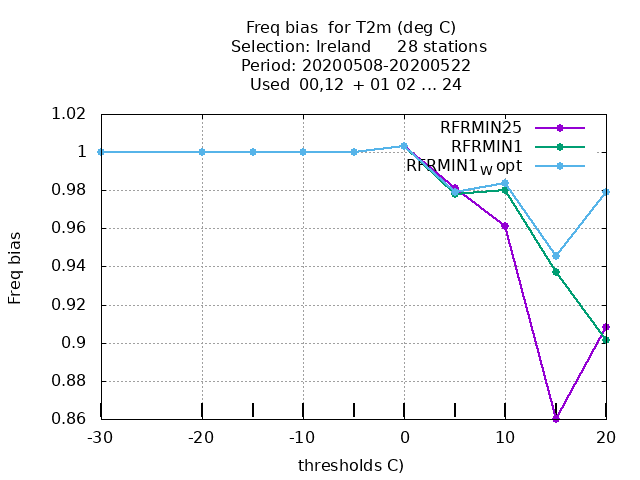 Freq bias  for T2m (deg C)
Selection: Ireland     28 stations
Period: 20200508-20200522
Used  00,12  + 01 02 ... 24
RFRMIN25
RFRMIN1
RFRMIN1W opt
1.02
1
0.98
0.96
0.94
0.92
0.9
0.88
0.86
Freq bias
-30 -20 -10 0 10 20
thresholds C)